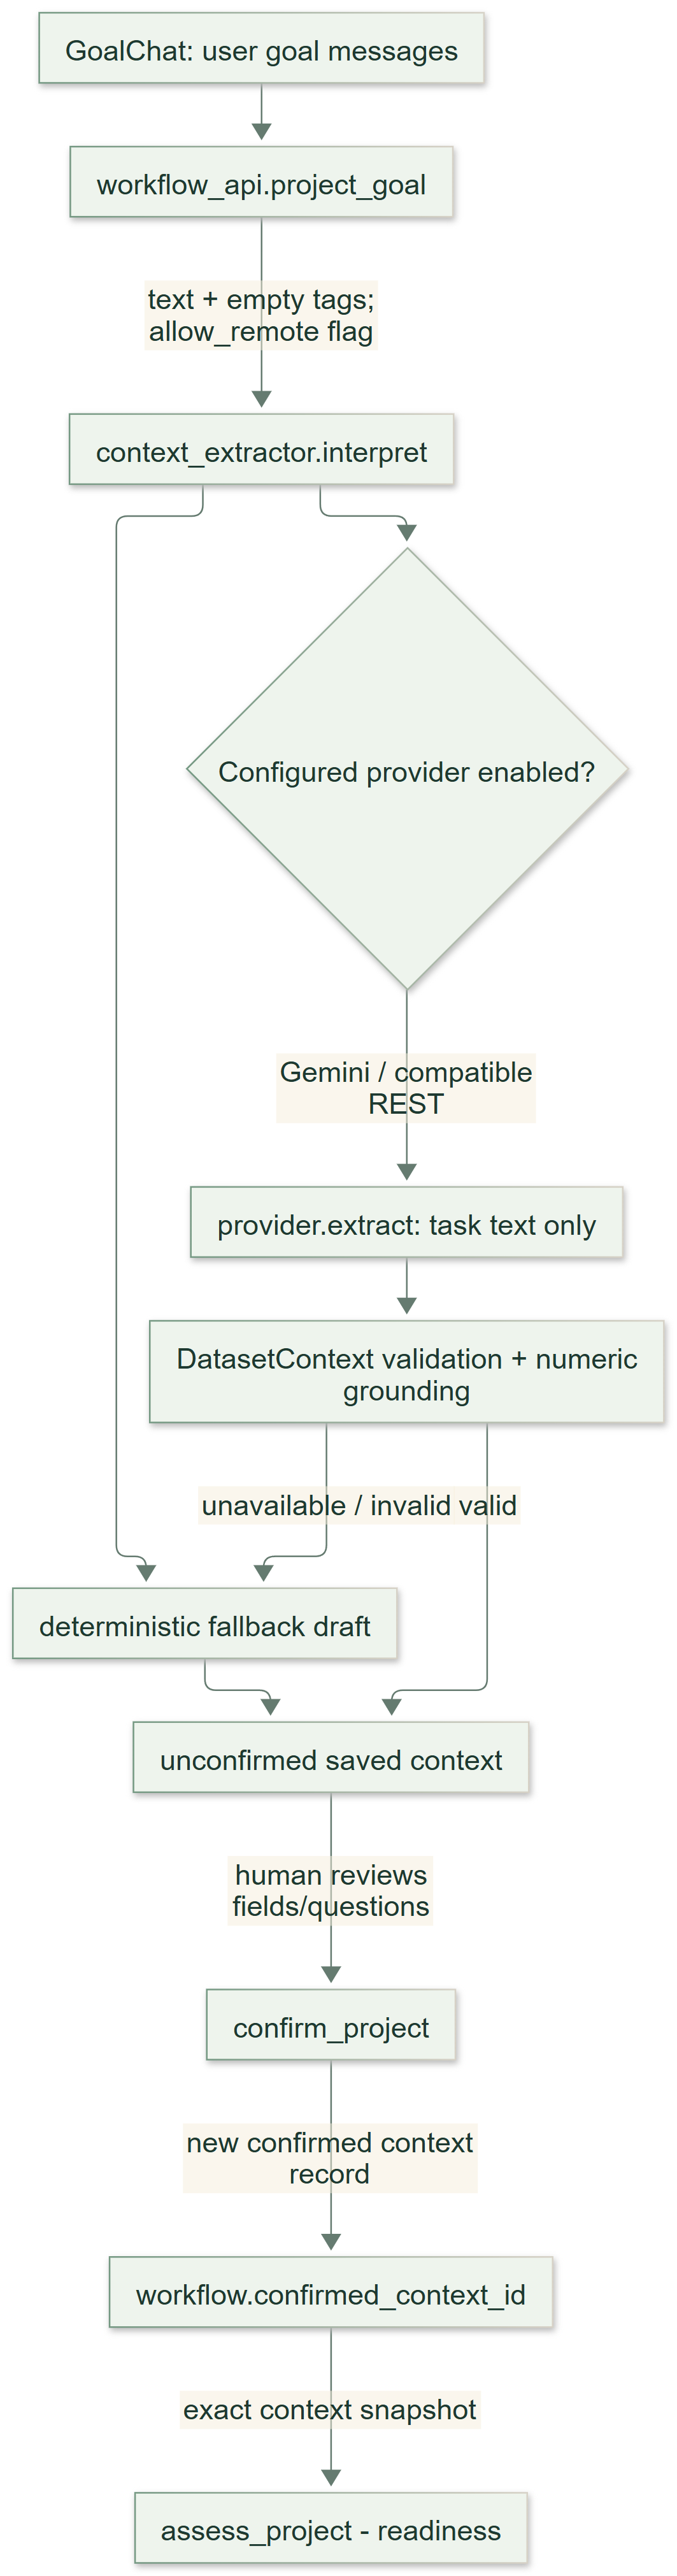 GoalChat: user goal messages
workflow_api.project_goal
text + empty tags;
allow_remote flag
context_extractor.interpret
Configured provider enabled?
Gemini / compatible
REST
provider.extract: task text only
DatasetContext validation + numeric
grounding
unavailable / invalid valid
deterministic fallback draft
unconfirmed saved context
human reviews
fields/questions
confirm_project
new confirmed context
record
workflow.confirmed_context_id
exact context snapshot
assess_project - readiness